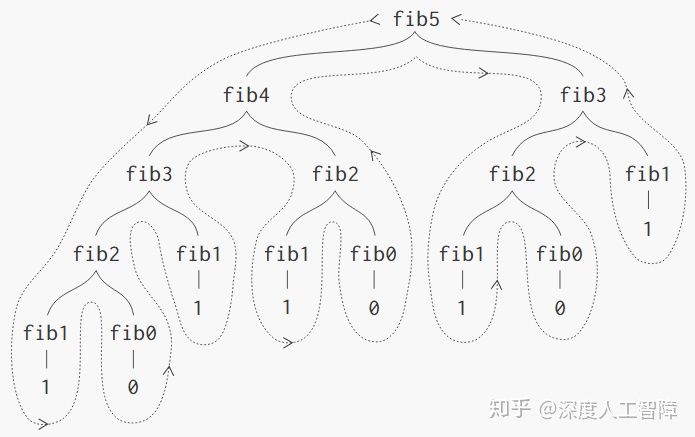 fib5
fib4 fib3
fib3 fib2 fib2 fib1
fib2 fib1 fib1 fib0 fib1 fib0 1
fib1 fib0 1 1 0 1 0
1 0
知乎 @深度人工智障